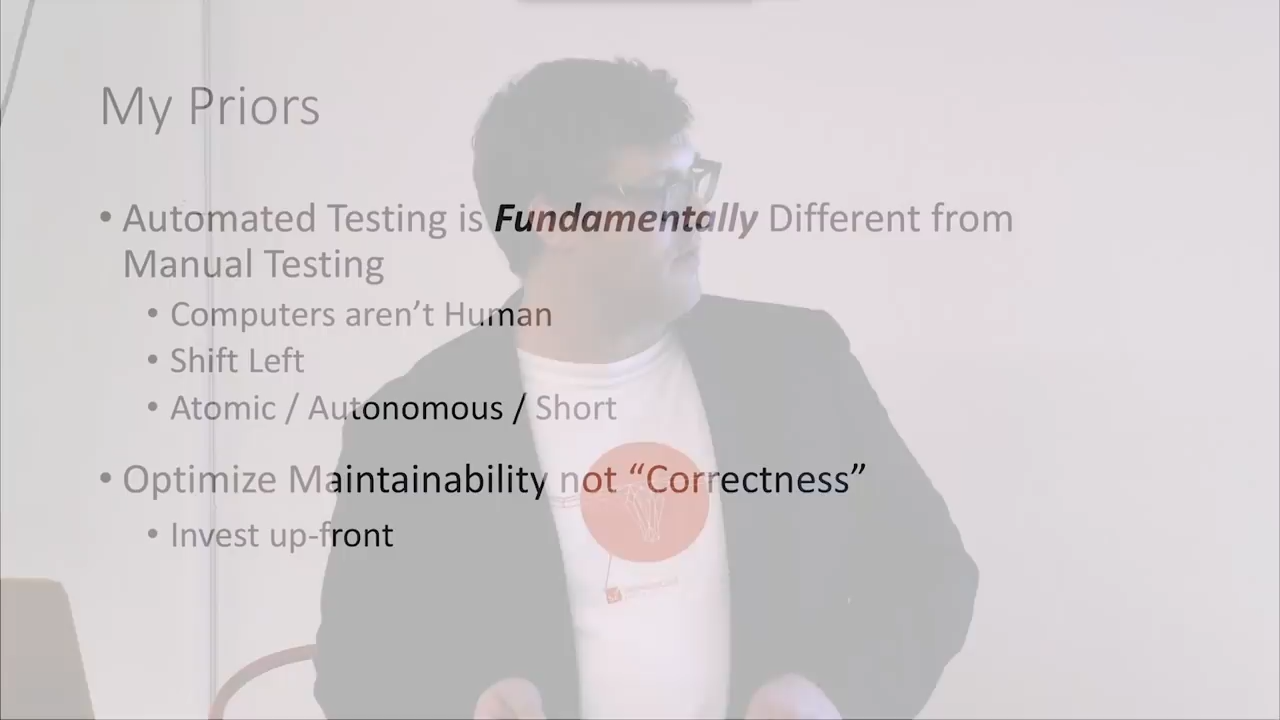 My Priors
• Automated Testing is Fundamentally Different from
Manual Testing
• Computers aren’t Human
• Shift Left
• Atomic / Autonomous / Short
• Optimize Maintainability not “Correctness”
• Invest up-front